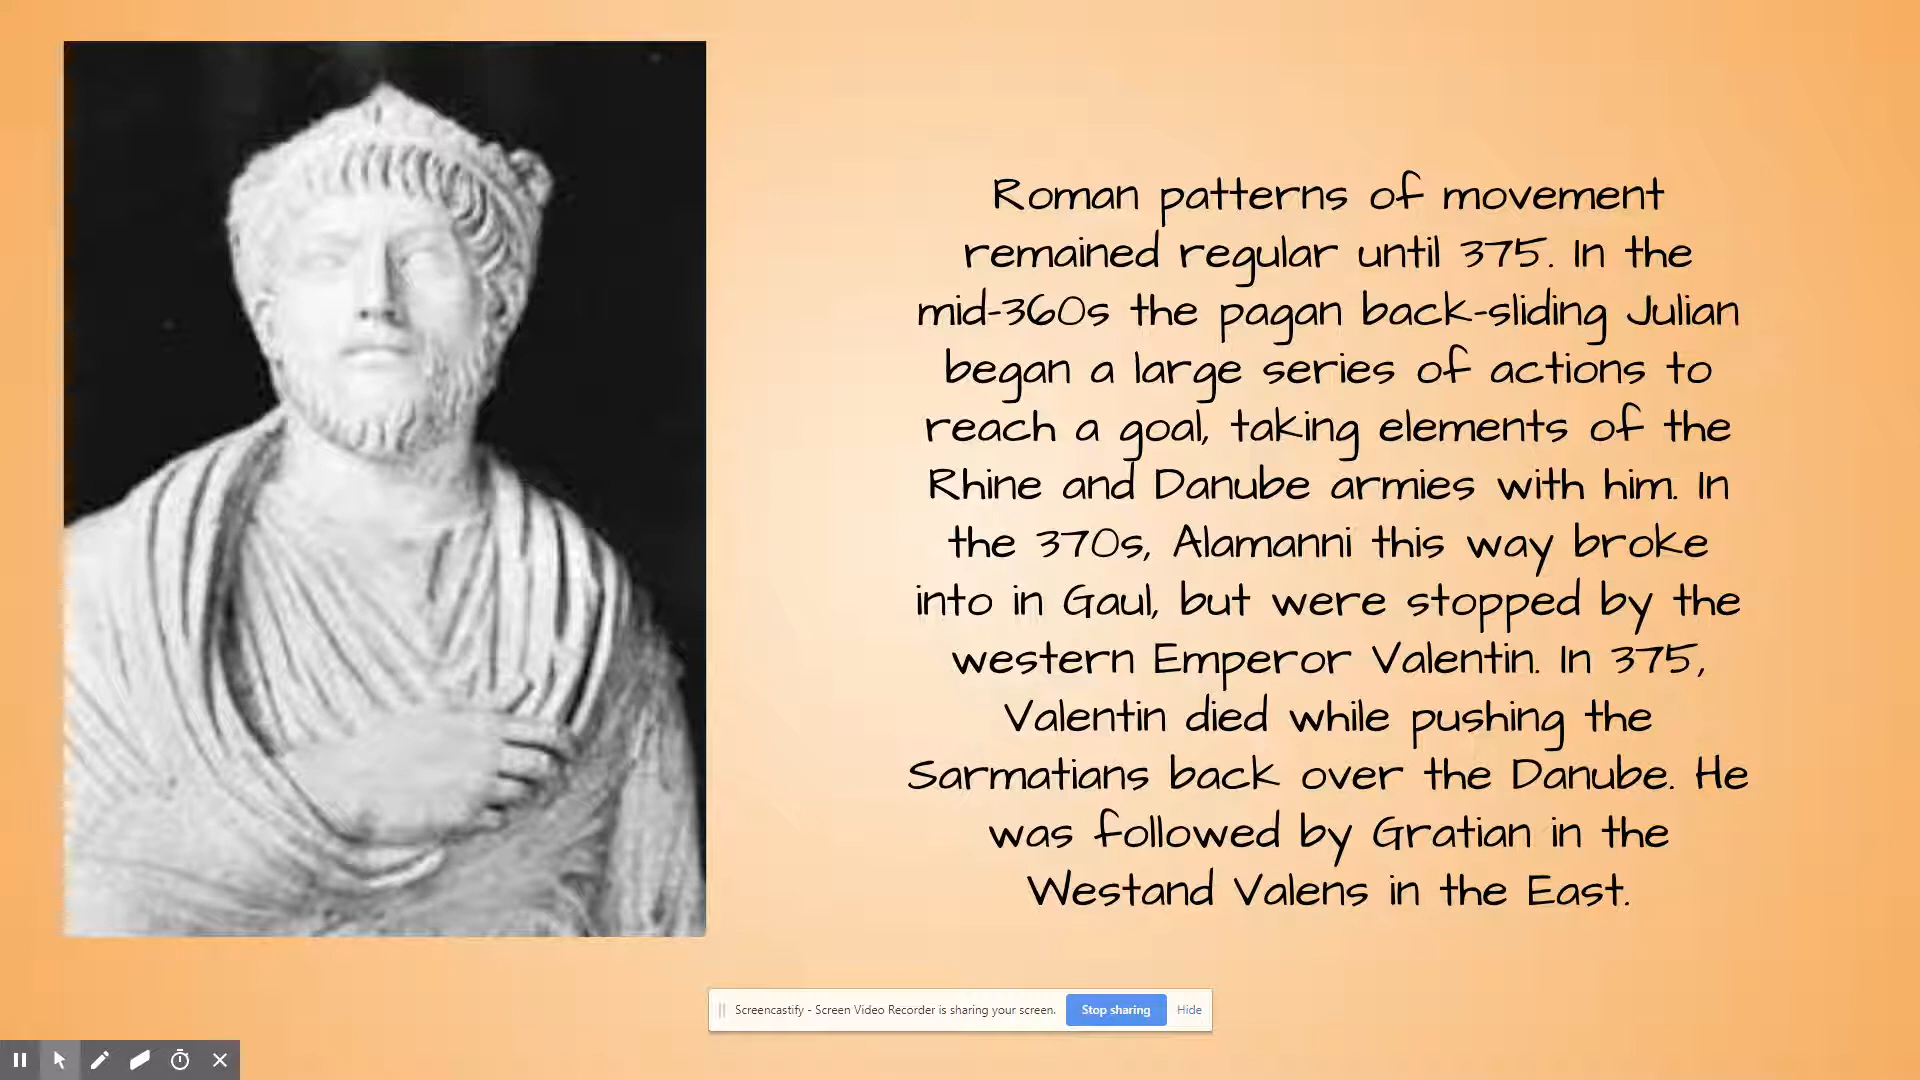 Roman patterns of movement
remained regular until 375. In the
mid-360s the pagan back-sliding Julian
began a large series of actions to
reach a goal, taking elements of the
Rhine and Danube armies with him. In
the 370s, Alamanni this way broke
into in Gaul, but were stopped by the
western Emperor Valentin. In 375,
Valentin died while pushing the
Sarmatians back over the Danube. He
was followed by Gratian in the
Westand Valens in the East.
Screencastify - Screen Video Recorder is sharing your screen. Stop sharing Hide